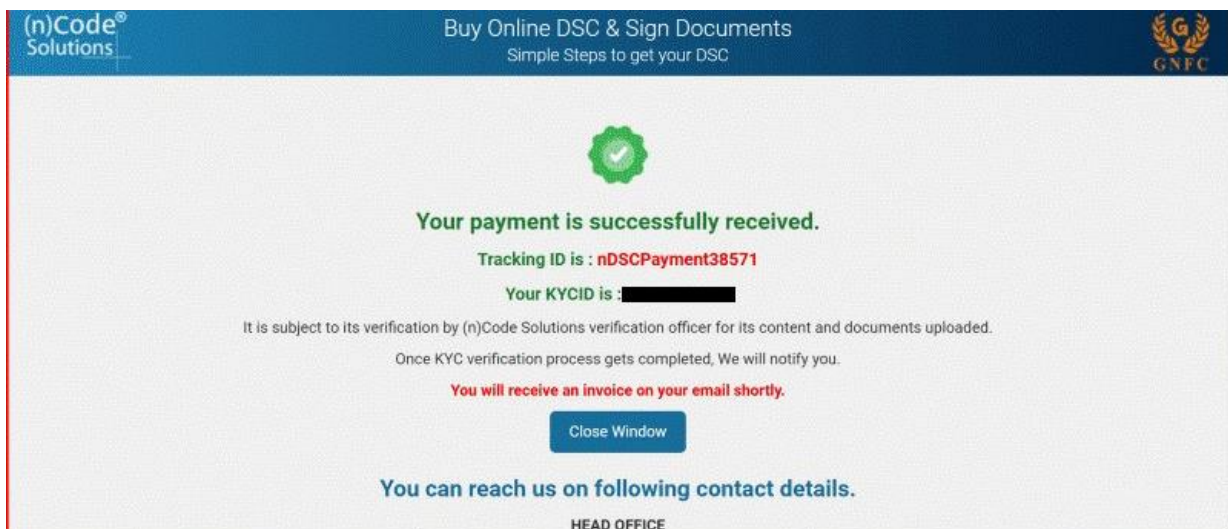 (n)Code®
Solutions
Buy Online DSC & Sign Documents
Simple Steps to get your DSC
G
GNFC
Your payment is successfully received.
Tracking ID is : nDSCPayment38571
Your KYCID is :
It is subject to its verification by (n)Code Solutions verification officer for its content and documents uploaded.
Once KYC verification process gets completed, We will notify you.
You will receive an invoice on your email shortly.
Close Window
You can reach us on following contact details.
HEAD OFFICE